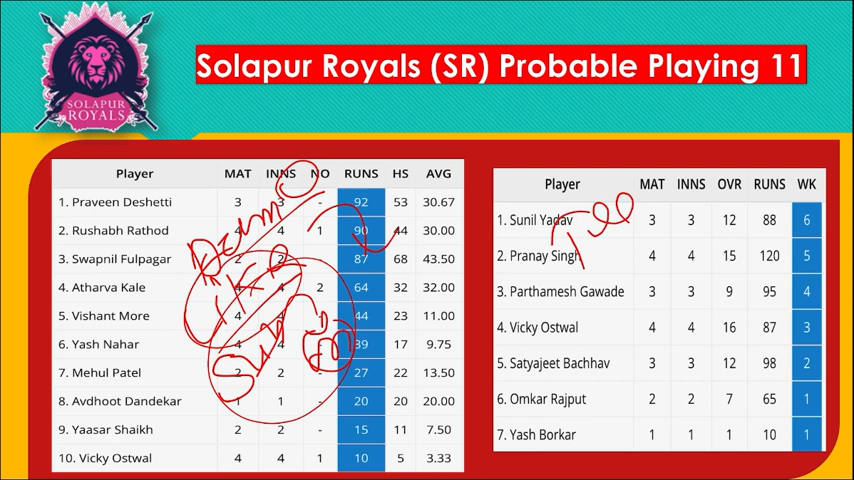 SOLAPUR
ROYALS
Solapur Royals (SR) Probable Playing 11
Player MAT INNS NO RUNS HS AVG
1. Praveen Deshetti 3 3 - 92 53 30.67
2. Rushabh Rathod 4 4 1 90 44 30.00
3. Swapnil Fulpagar 2 2 - 87 68 43.50
4. Atharva Kale 4 4 2 64 32 32.00
5. Vishant More 4 4 - 44 23 11.00
6. Yash Nahar 4 4 - 39 17 9.75
7. Mehul Patel 2 2 - 27 22 13.50
8. Avdhoot Dandekar 1 1 - 20 20 20.00
9. Yaasar Shaikh 2 2 - 15 11 7.50
10. Vicky Ostwal 4 4 1 10 5 3.33
Player MAT INNS OVR RUNS WK
1. Sunil Yadav 3 3 12 88 6
2. Pranay Singh 4 4 15 120 5
3. Parthamesh Gawade 3 3 9 95 4
4. Vicky Ostwal 4 4 16 87 3
5. Satyajeet Bachhav 3 3 12 98 2
6. Omkar Rajput 2 2 7 65 1
7. Yash Borkar 1 1 1 10 1